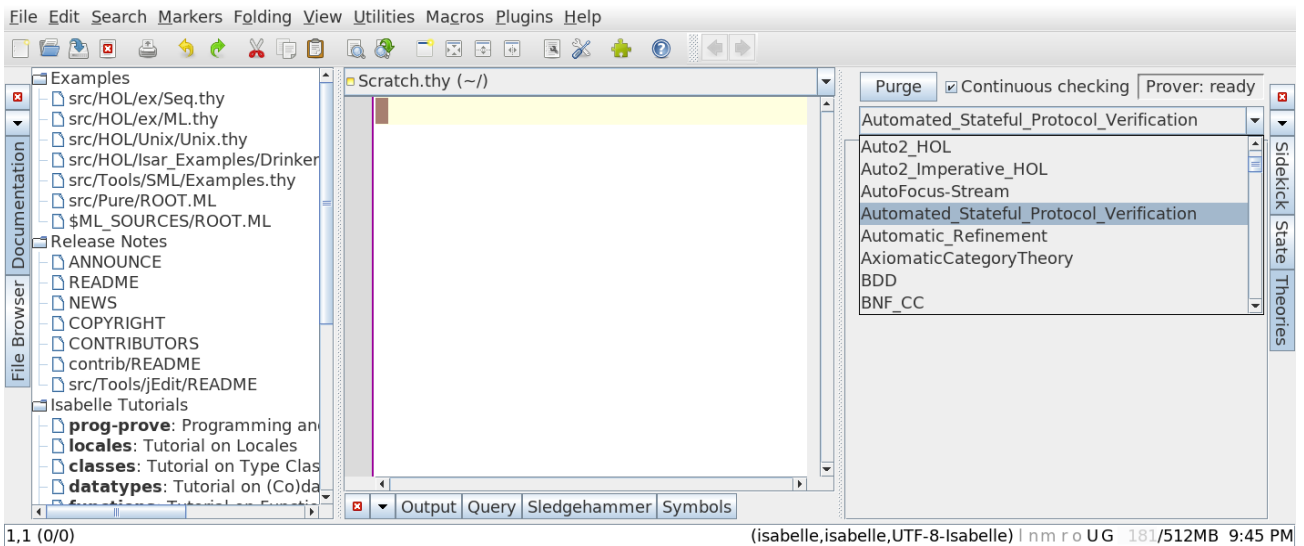 File Edit Search Markers Folding View Utilities Macros Plugins Help
Examples
src/HOL/ex/Seq.thy
src/HOL/ex/ML.thy
src/HOL/Unix/Unix.thy
src/HOL/Isar_Examples/Drinker
src/Tools/SML/Examples.thy
src/Pure/ROOT.ML
$ML_SOURCES/ROOT.ML
Release Notes
ANNOUNCE
README
NEWS
COPYRIGHT
CONTRIBUTORS
contrib/README
src/Tools/jEdit/README
Isabelle Tutorials
prog-prove: Programming an
locales: Tutorial on Locales
classes: Tutorial on Type Clas
datatypes: Tutorial on (Co)da
Documentation
File Browser
Scratch.thy (~/)
Output Query Sledgehammer Symbols
Purge Continuous checking Prover: ready
Automated_Stateful_Protocol_Verification
Auto2_HOL
Auto2_Imperative_HOL
AutoFocus-Stream
Automated_Stateful_Protocol_Verification
Automatic_Refinement
AxiomaticCategoryTheory
BDD
BNF_CC
Sidekick
State
Theories
1,1 (0/0)
(isabelle,isabelle,UTF-8-Isabelle) l n m r o U G 181/512MB 9:45 PM